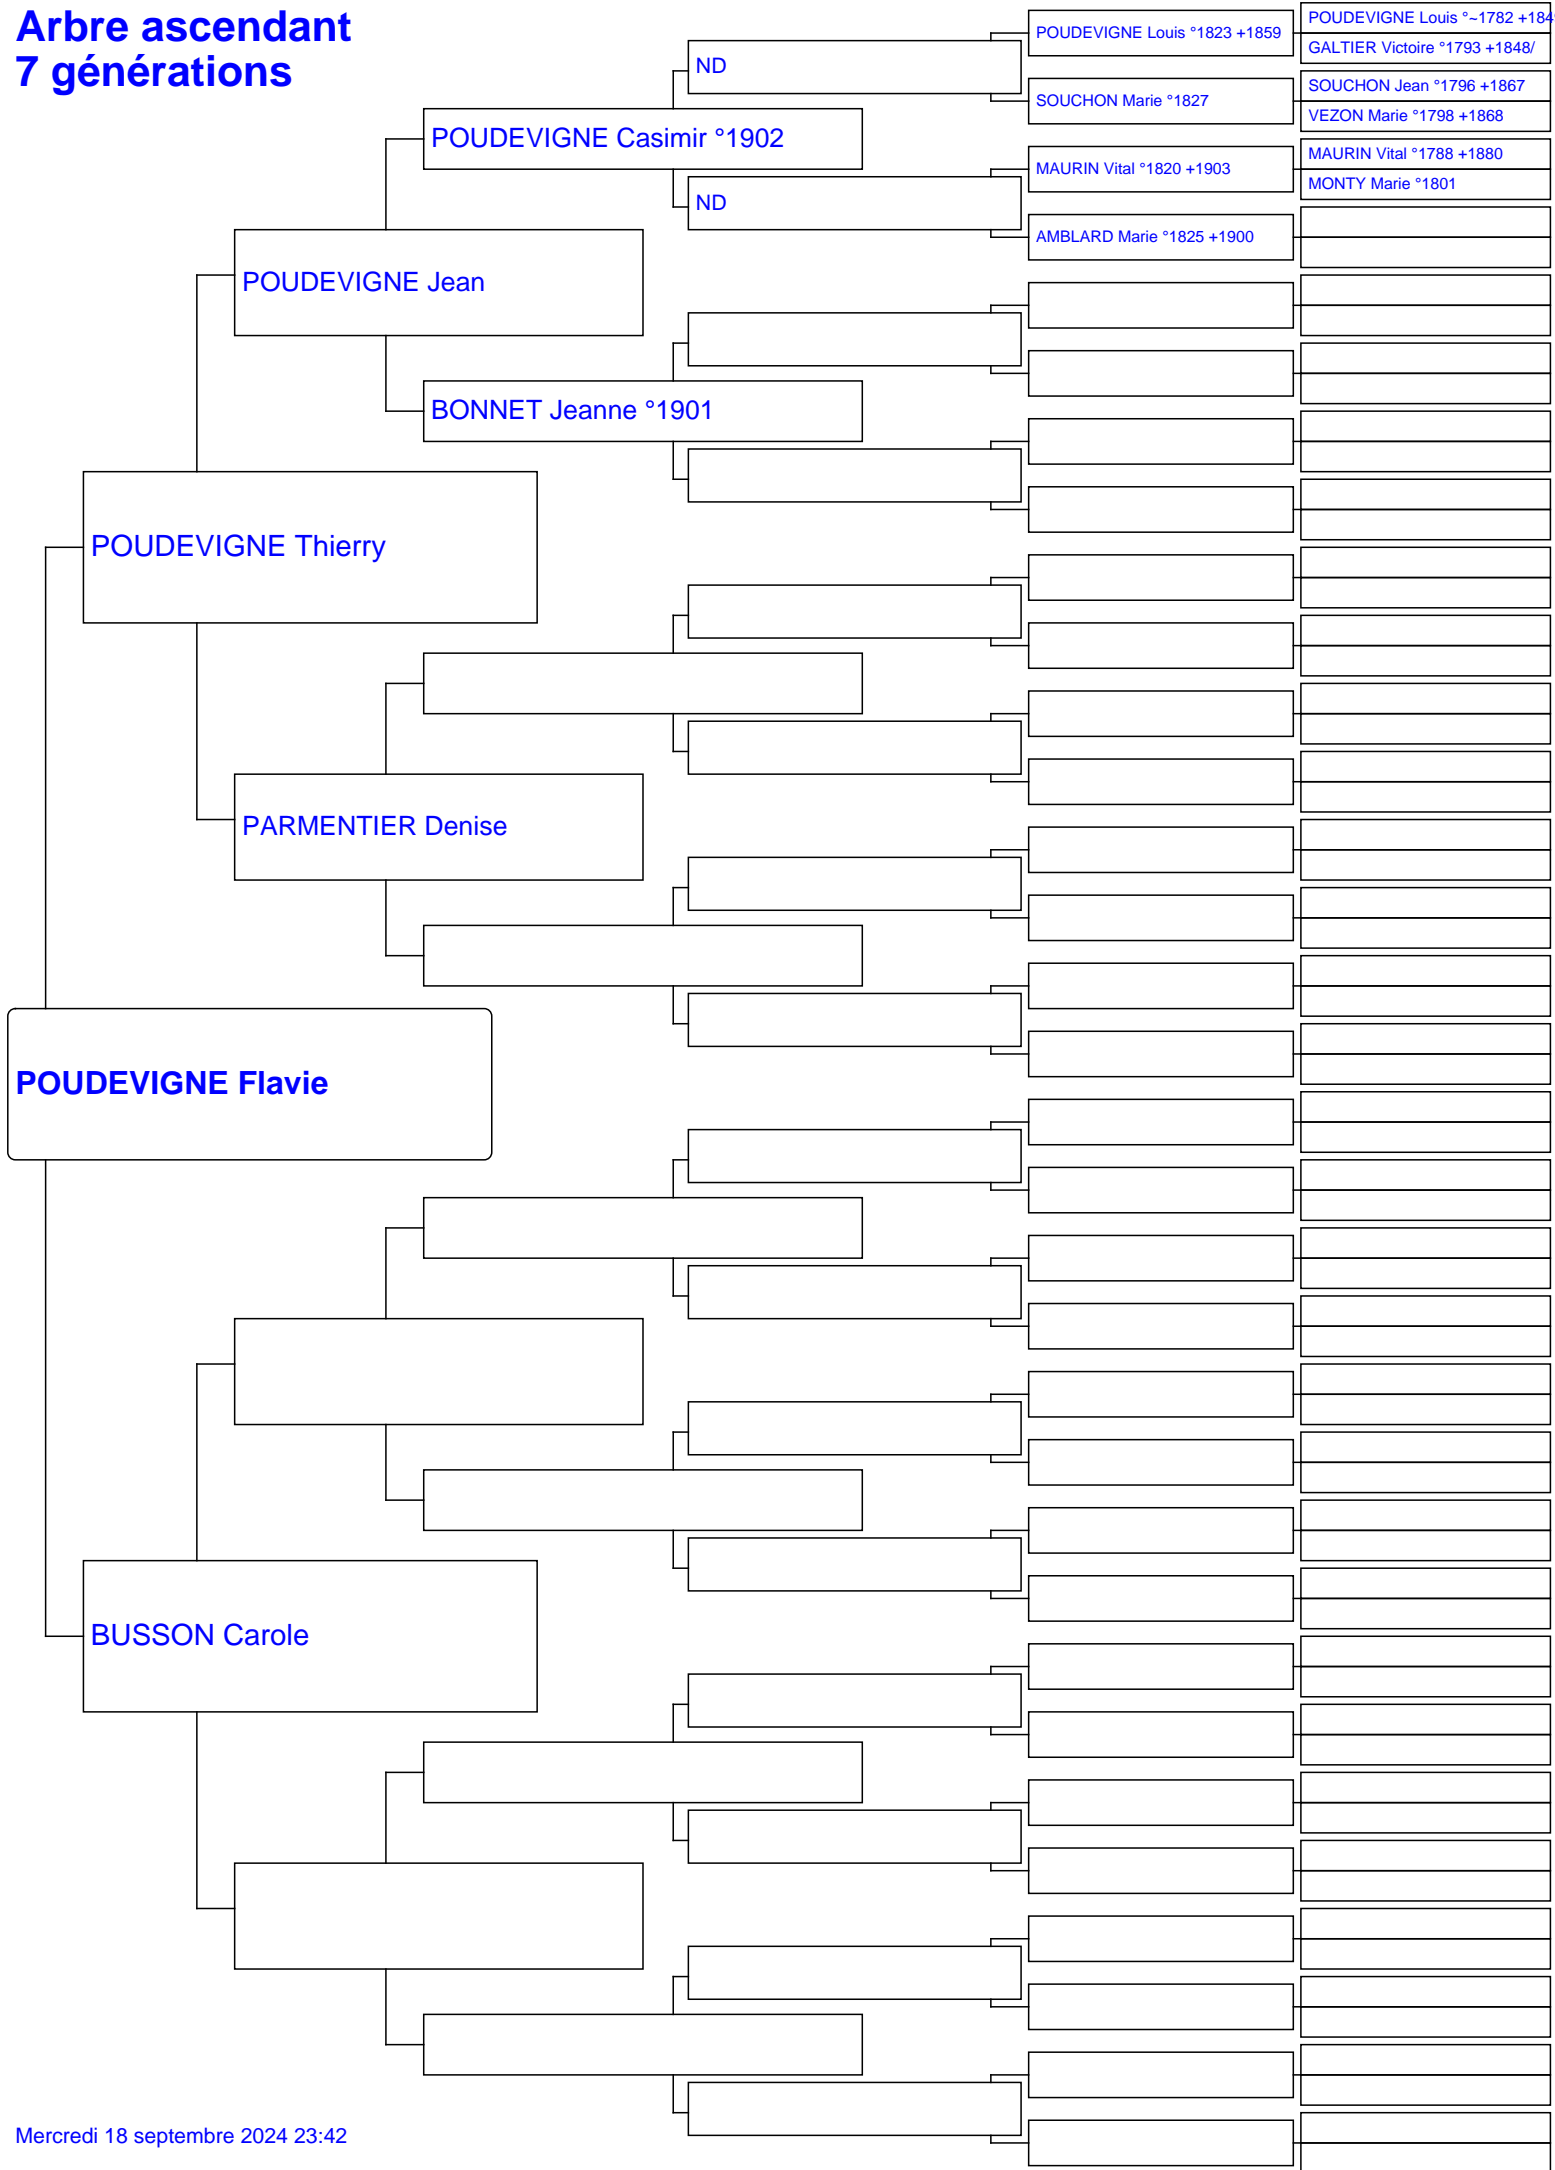 Arbre ascendant
7 générations
POUDEVIGNE Louis °~1782 +184
POUDEVIGNE Louis °1823 +1859
GALTIER Victoire °1793 +1848/
ND
SOUCHON Jean °1796 +1867
SOUCHON Marie °1827
VEZON Marie °1798 +1868
POUDEVIGNE Casimir °1902
MAURIN Vital °1788 +1880
MAURIN Vital °1820 +1903
MONTY Marie °1801
ND
AMBLARD Marie °1825 +1900
POUDEVIGNE Jean
BONNET Jeanne °1901
POUDEVIGNE Thierry
PARMENTIER Denise
POUDEVIGNE Flavie
BUSSON Carole
Mercredi 18 septembre 2024 23:42